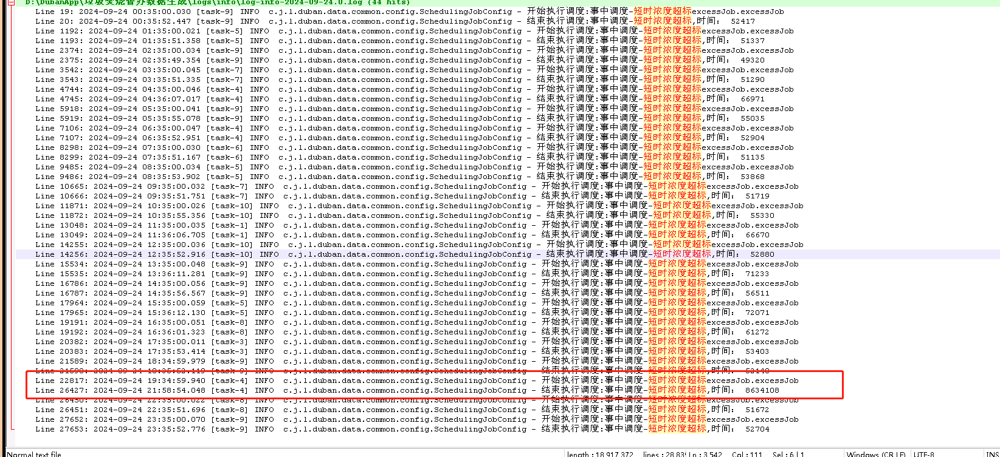 D:\DubanApp\垃圾焚烧督办数据生成\logs\info\log-info-2024-09-24.0.log (44 hits)
Line 19: 2024-09-24 00:35:00.030 [task-9] INFO c.j.l.duban.data.common.config.SchedulingJobConfig - 开始执行调度:事中调度-短时浓度超标excessJob.excessJob
Line 20: 2024-09-24 00:35:52.447 [task-9] INFO c.j.l.duban.data.common.config.SchedulingJobConfig - 结束执行调度:事中调度-短时浓度超标,时间: 52417
Line 1192: 2024-09-24 01:35:00.021 [task-5] INFO c.j.l.duban.data.common.config.SchedulingJobConfig - 开始执行调度:事中调度-短时浓度超标excessJob.excessJob
Line 1193: 2024-09-24 01:35:51.358 [task-5] INFO c.j.l.duban.data.common.config.SchedulingJobConfig - 结束执行调度:事中调度-短时浓度超标,时间: 51337
Line 2374: 2024-09-24 02:35:00.034 [task-9] INFO c.j.l.duban.data.common.config.SchedulingJobConfig - 开始执行调度:事中调度-短时浓度超标excessJob.excessJob
Line 2375: 2024-09-24 02:35:49.354 [task-9] INFO c.j.l.duban.data.common.config.SchedulingJobConfig - 结束执行调度:事中调度-短时浓度超标,时间: 49320
Line 3542: 2024-09-24 03:35:00.045 [task-7] INFO c.j.l.duban.data.common.config.SchedulingJobConfig - 开始执行调度:事中调度-短时浓度超标excessJob.excessJob
Line 3543: 2024-09-24 03:35:51.335 [task-7] INFO c.j.l.duban.data.common.config.SchedulingJobConfig - 结束执行调度:事中调度-短时浓度超标,时间: 51290
Line 4744: 2024-09-24 04:35:00.046 [task-4] INFO c.j.l.duban.data.common.config.SchedulingJobConfig - 开始执行调度:事中调度-短时浓度超标excessJob.excessJob
Line 4745: 2024-09-24 04:36:07.017 [task-4] INFO c.j.l.duban.data.common.config.SchedulingJobConfig - 结束执行调度:事中调度-短时浓度超标,时间: 66971
Line 5918: 2024-09-24 05:35:00.041 [task-9] INFO c.j.l.duban.data.common.config.SchedulingJobConfig - 开始执行调度:事中调度-短时浓度超标excessJob.excessJob
Line 5919: 2024-09-24 05:35:55.078 [task-9] INFO c.j.l.duban.data.common.config.SchedulingJobConfig - 结束执行调度:事中调度-短时浓度超标,时间: 55035
Line 7106: 2024-09-24 06:35:00.047 [task-4] INFO c.j.l.duban.data.common.config.SchedulingJobConfig - 开始执行调度:事中调度-短时浓度超标excessJob.excessJob
Line 7107: 2024-09-24 06:35:52.951 [task-4] INFO c.j.l.duban.data.common.config.SchedulingJobConfig - 结束执行调度:事中调度-短时浓度超标,时间: 52904
Line 8298: 2024-09-24 07:35:00.030 [task-6] INFO c.j.l.duban.data.common.config.SchedulingJobConfig - 开始执行调度:事中调度-短时浓度超标excessJob.excessJob
Line 8299: 2024-09-24 07:35:51.167 [task-6] INFO c.j.l.duban.data.common.config.SchedulingJobConfig - 结束执行调度:事中调度-短时浓度超标,时间: 51135
Line 9485: 2024-09-24 08:35:00.034 [task-5] INFO c.j.l.duban.data.common.config.SchedulingJobConfig - 开始执行调度:事中调度-短时浓度超标excessJob.excessJob
Line 9486: 2024-09-24 08:35:53.902 [task-5] INFO c.j.l.duban.data.common.config.SchedulingJobConfig - 结束执行调度:事中调度-短时浓度超标,时间: 53868
Line 10665: 2024-09-24 09:35:00.032 [task-7] INFO c.j.l.duban.data.common.config.SchedulingJobConfig - 开始执行调度:事中调度-短时浓度超标excessJob.excessJob
Line 10666: 2024-09-24 09:35:51.751 [task-7] INFO c.j.l.duban.data.common.config.SchedulingJobConfig - 结束执行调度:事中调度-短时浓度超标,时间: 51719
Line 11871: 2024-09-24 10:35:00.026 [task-10] INFO c.j.l.duban.data.common.config.SchedulingJobConfig - 开始执行调度:事中调度-短时浓度超标excessJob.excessJob
Line 11872: 2024-09-24 10:35:55.356 [task-10] INFO c.j.l.duban.data.common.config.SchedulingJobConfig - 结束执行调度:事中调度-短时浓度超标,时间: 55330
Line 13048: 2024-09-24 11:35:00.035 [task-1] INFO c.j.l.duban.data.common.config.SchedulingJobConfig - 开始执行调度:事中调度-短时浓度超标excessJob.excessJob
Line 13049: 2024-09-24 11:36:06.705 [task-1] INFO c.j.l.duban.data.common.config.SchedulingJobConfig - 结束执行调度:事中调度-短时浓度超标,时间: 66670
Line 14255: 2024-09-24 12:35:00.036 [task-10] INFO c.j.l.duban.data.common.config.SchedulingJobConfig - 开始执行调度:事中调度-短时浓度超标excessJob.excessJob
Line 14256: 2024-09-24 12:35:52.916 [task-10] INFO c.j.l.duban.data.common.config.SchedulingJobConfig - 结束执行调度:事中调度-短时浓度超标,时间: 52880
Line 15534: 2024-09-24 13:35:00.048 [task-9] INFO c.j.l.duban.data.common.config.SchedulingJobConfig - 开始执行调度:事中调度-短时浓度超标excessJob.excessJob
Line 15535: 2024-09-24 13:36:11.281 [task-9] INFO c.j.l.duban.data.common.config.SchedulingJobConfig - 结束执行调度:事中调度-短时浓度超标,时间: 71233
Line 16786: 2024-09-24 14:35:00.056 [task-9] INFO c.j.l.duban.data.common.config.SchedulingJobConfig - 开始执行调度:事中调度-短时浓度超标excessJob.excessJob
Line 16787: 2024-09-24 14:35:56.567 [task-9] INFO c.j.l.duban.data.common.config.SchedulingJobConfig - 结束执行调度:事中调度-短时浓度超标,时间: 56511
Line 17964: 2024-09-24 15:35:00.059 [task-5] INFO c.j.l.duban.data.common.config.SchedulingJobConfig - 开始执行调度:事中调度-短时浓度超标excessJob.excessJob
Line 17965: 2024-09-24 15:36:12.130 [task-5] INFO c.j.l.duban.data.common.config.SchedulingJobConfig - 结束执行调度:事中调度-短时浓度超标,时间: 72071
Line 19191: 2024-09-24 16:35:00.051 [task-8] INFO c.j.l.duban.data.common.config.SchedulingJobConfig - 开始执行调度:事中调度-短时浓度超标excessJob.excessJob
Line 19192: 2024-09-24 16:36:01.323 [task-8] INFO c.j.l.duban.data.common.config.SchedulingJobConfig - 结束执行调度:事中调度-短时浓度超标,时间: 61272
Line 20382: 2024-09-24 17:35:00.011 [task-3] INFO c.j.l.duban.data.common.config.SchedulingJobConfig - 开始执行调度:事中调度-短时浓度超标excessJob.excessJob
Line 20383: 2024-09-24 17:35:53.414 [task-3] INFO c.j.l.duban.data.common.config.SchedulingJobConfig - 结束执行调度:事中调度-短时浓度超标,时间: 53403
Line 21589: 2024-09-24 18:34:59.979 [task-9] INFO c.j.l.duban.data.common.config.SchedulingJobConfig - 开始执行调度:事中调度-短时浓度超标excessJob.excessJob
2024-09-24 [task-9] INFO c.j.l.duban.data.common.config.SchedulingJobConfig - 结束执行调度:事中调度-短时浓度超标,时间:
Line 22817: 2024-09-24 19:34:59.940 [task-4] INFO c.j.l.duban.data.common.config.SchedulingJobConfig - 开始执行调度:事中调度-短时浓度超标excessJob.excessJob
Line 26427: 2024-09-24 21:58:54.048 [task-4] INFO c.j.l.duban.data.common.config.SchedulingJobConfig - 结束执行调度:事中调度-短时浓度超标,时间: 8634108
Line 26450: 2024-09-24 22:35:00.022 [task-8] INFO c.j.l.duban.data.common.config.SchedulingJobConfig - 开始执行调度:事中调度-短时浓度超标excessJob.excessJob
Line 26451: 2024-09-24 22:35:51.696 [task-8] INFO c.j.l.duban.data.common.config.SchedulingJobConfig - 结束执行调度:事中调度-短时浓度超标,时间: 51672
Line 27652: 2024-09-24 23:35:00.070 [task-9] INFO c.j.l.duban.data.common.config.SchedulingJobConfig - 开始执行调度:事中调度-短时浓度超标excessJob.excessJob
Line 27653: 2024-09-24 23:35:52.776 [task-9] INFO c.j.l.duban.data.common.config.SchedulingJobConfig - 结束执行调度:事中调度-短时浓度超标,时间: 52704
Normal text file length : 18,917,372 lines : 28,83 Ln : 3,542 Col : 111 Sel : 6 | 1 Windows (CR LF) UTF-8 INS